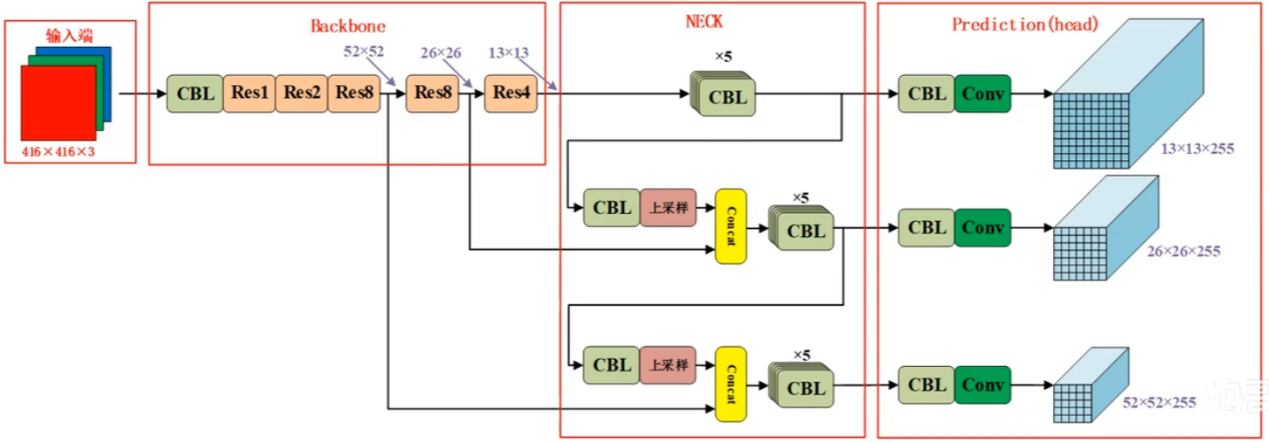 输入端
416×416×3
Backbone
CBL Res1 Res2 Res8 Res8 Res4
52×52
26×26
13×13
NECK
×5
CBL
CBL 上采样 Concat
×5
CBL
CBL 上采样 Concat
×5
CBL
Prediction(head)
CBL Conv
13×13×255
CBL Conv
26×26×255
CBL Conv
52×52×255